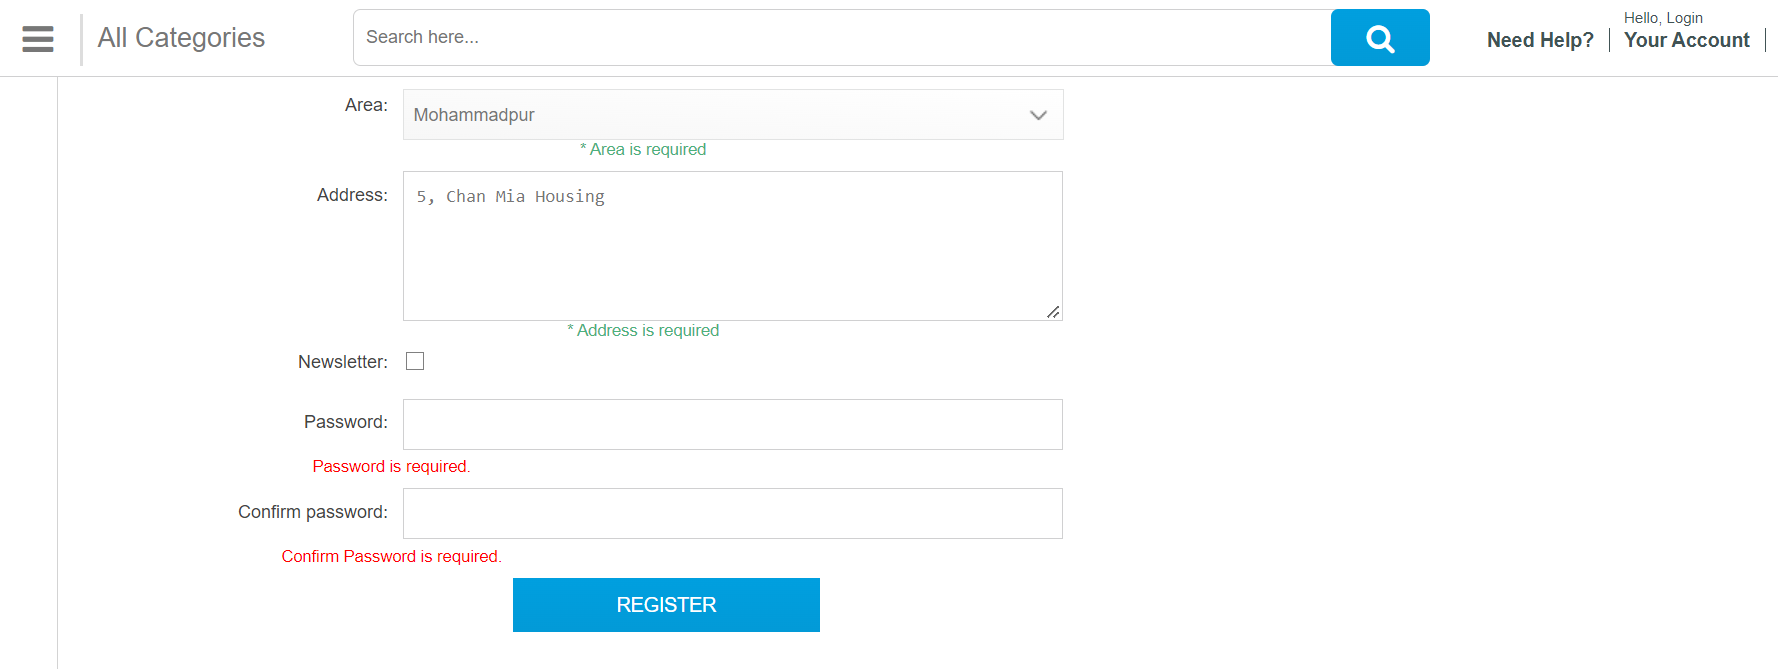 All Categories
Search here...
Need Help?
Hello, Login
Your Account
Area:
Mohammadpur
* Area is required
Address:
5, Chan Mia Housing
* Address is required
Newsletter:
Password:
Password is required.
Confirm password:
Confirm Password is required.
REGISTER